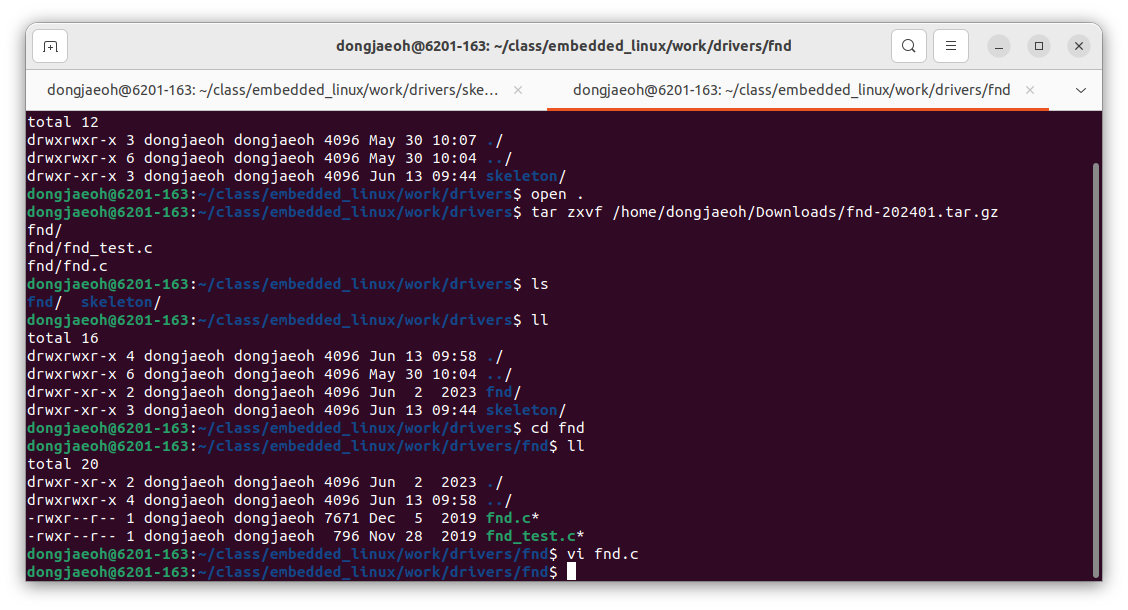 dongjaeoh@6201-163: ~/class/embedded_linux/work/drivers/fnd
dongjaeoh@6201-163: ~/class/embedded_linux/work/drivers/ske...
dongjaeoh@6201-163: ~/class/embedded_linux/work/drivers/fnd
total 12
drwxrwxr-x 3 dongjaeoh dongjaeoh 4096 May 30 10:07 ./
drwxrwxr-x 6 dongjaeoh dongjaeoh 4096 May 30 10:04 ../
drwxr-xr-x 3 dongjaeoh dongjaeoh 4096 Jun 13 09:44 skeleton/
dongjaeoh@6201-163:~/class/embedded_linux/work/drivers$ open .
dongjaeoh@6201-163:~/class/embedded_linux/work/drivers$ tar zxvf /home/dongjaeoh/Downloads/fnd-202401.tar.gz
fnd/
fnd/fnd_test.c
fnd/fnd.c
dongjaeoh@6201-163:~/class/embedded_linux/work/drivers$ ls
fnd/  skeleton/
dongjaeoh@6201-163:~/class/embedded_linux/work/drivers$ ll
total 16
drwxrwxr-x 4 dongjaeoh dongjaeoh 4096 Jun 13 09:58 ./
drwxrwxr-x 6 dongjaeoh dongjaeoh 4096 May 30 10:04 ../
drwxr-xr-x 2 dongjaeoh dongjaeoh 4096 Jun  2  2023 fnd/
drwxr-xr-x 3 dongjaeoh dongjaeoh 4096 Jun 13 09:44 skeleton/
dongjaeoh@6201-163:~/class/embedded_linux/work/drivers$ cd fnd
dongjaeoh@6201-163:~/class/embedded_linux/work/drivers/fnd$ ll
total 20
drwxr-xr-x 2 dongjaeoh dongjaeoh 4096 Jun  2  2023 ./
drwxrwxr-x 4 dongjaeoh dongjaeoh 4096 Jun 13 09:58 ../
-rwxr--r-- 1 dongjaeoh dongjaeoh 7671 Dec  5  2019 fnd.c*
-rwxr--r-- 1 dongjaeoh dongjaeoh  796 Nov 28  2019 fnd_test.c*
dongjaeoh@6201-163:~/class/embedded_linux/work/drivers/fnd$ vi fnd.c
dongjaeoh@6201-163:~/class/embedded_linux/work/drivers/fnd$